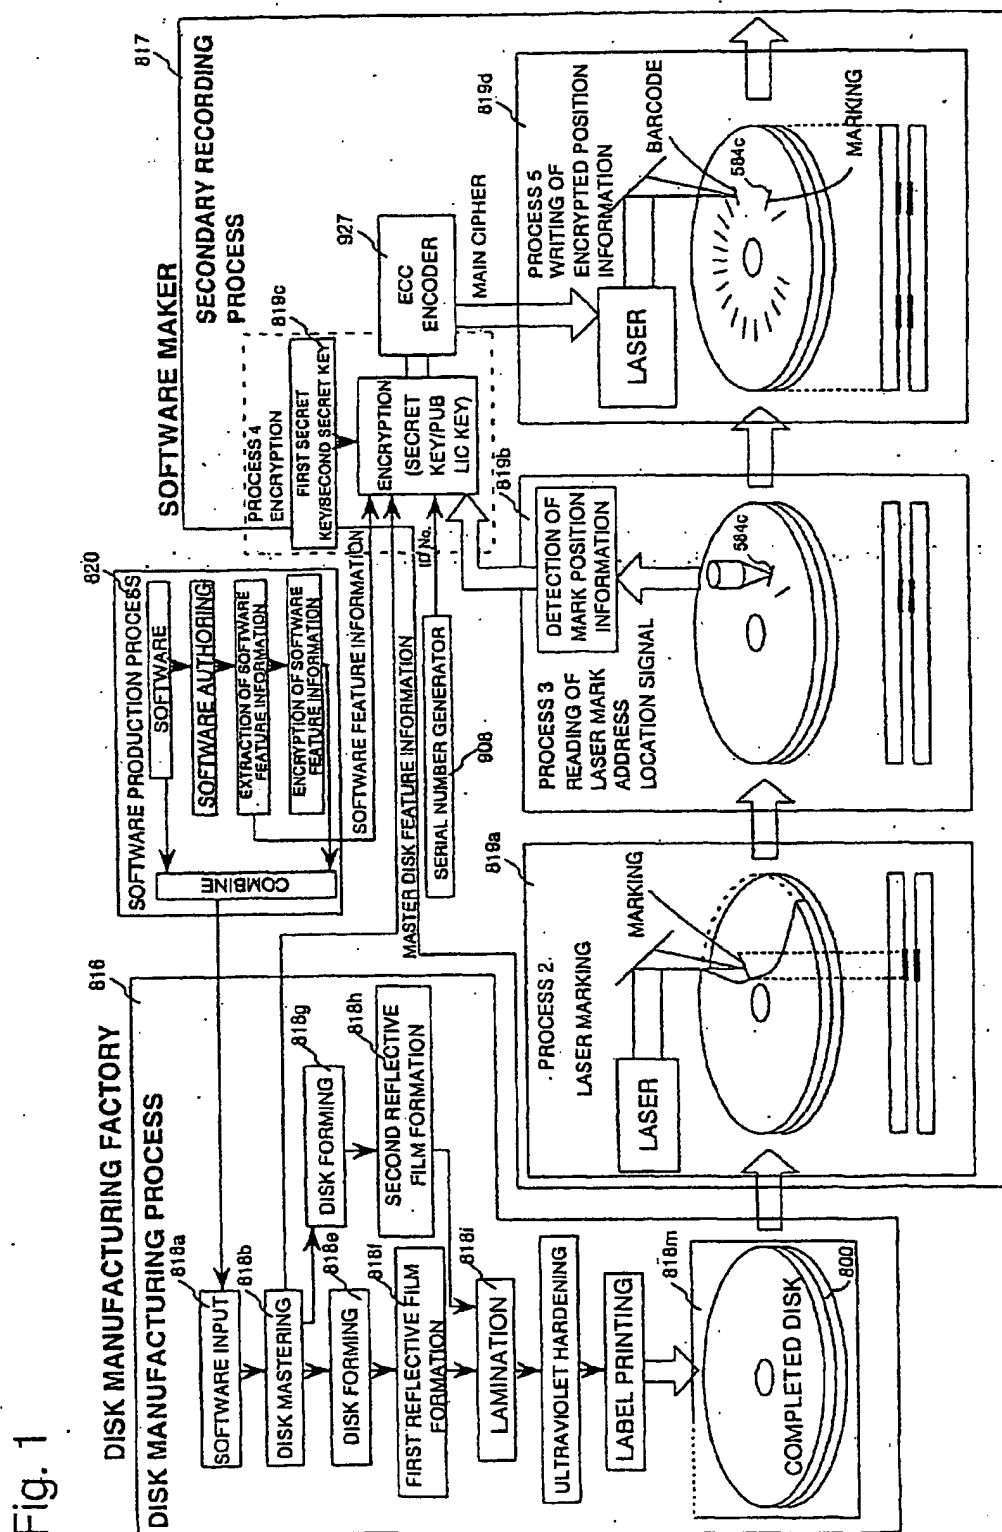 Fig. 1
DISK MANUFACTURING FACTORY
DISK MANUFACTURING PROCESS
816
818a
SOFTWARE INPUT
818b
DISK MASTERING
818g
DISK FORMING
818h
SECOND REFLECTIVE
FILM FORMATION
818e
DISK FORMING
818f
FIRST REFLECTIVE FILM
FORMATION
818i
LAMINATION
ULTRAVIOLET HARDENING
LABEL PRINTING
818m
COMPLETED DISK
800
820
SOFTWARE PRODUCTION PROCESS
SOFTWARE
SOFTWARE AUTHORING
EXTRACTION OF SOFTWARE
FEATURE INFORMATION
ENCRYPTION OF SOFTWARE
FEATURE INFORMATION
COMBINE
SOFTWARE FEATURE INFORMATION
MASTER DISK FEATURE INFORMATION
ID No.
SERIAL NUMBER GENERATOR
908
SOFTWARE MAKER
817
SECONDARY RECORDING
PROCESS
PROCESS 4
ENCRYPTION
819c
FIRST SECRET
KEY/SECOND SECRET KEY
ENCRYPTION
(SECRET
KEY/PUB
LIC KEY)
927
ECC
ENCODER
MAIN CIPHER
819a
PROCESS 2.
LASER MARKING
LASER
MARKING
819b
DETECTION OF
MARK POSITION
INFORMATION
PROCESS 3
READING OF
LASER MARK
ADDRESS
LOCATION SIGNAL
584c
819d
PROCESS 5
WRITING OF
ENCRYPTED POSITION
INFORMATION
LASER
BARCODE
584c
MARKING